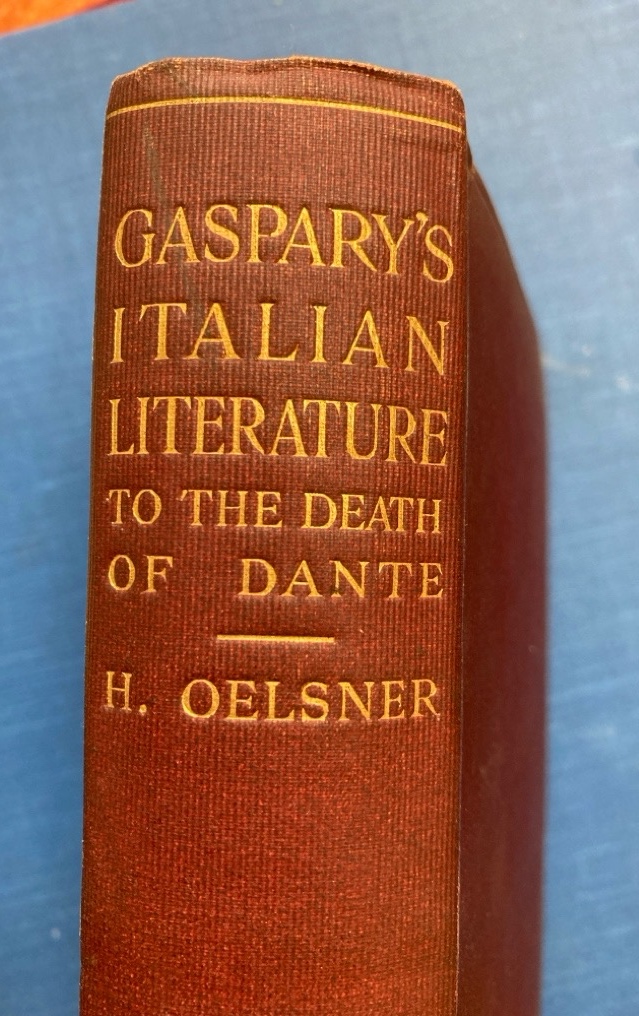 GASPARY'S
ITALIAN
LITERATURE
TO THE DEATH
OF DANTE
H. OELSNER